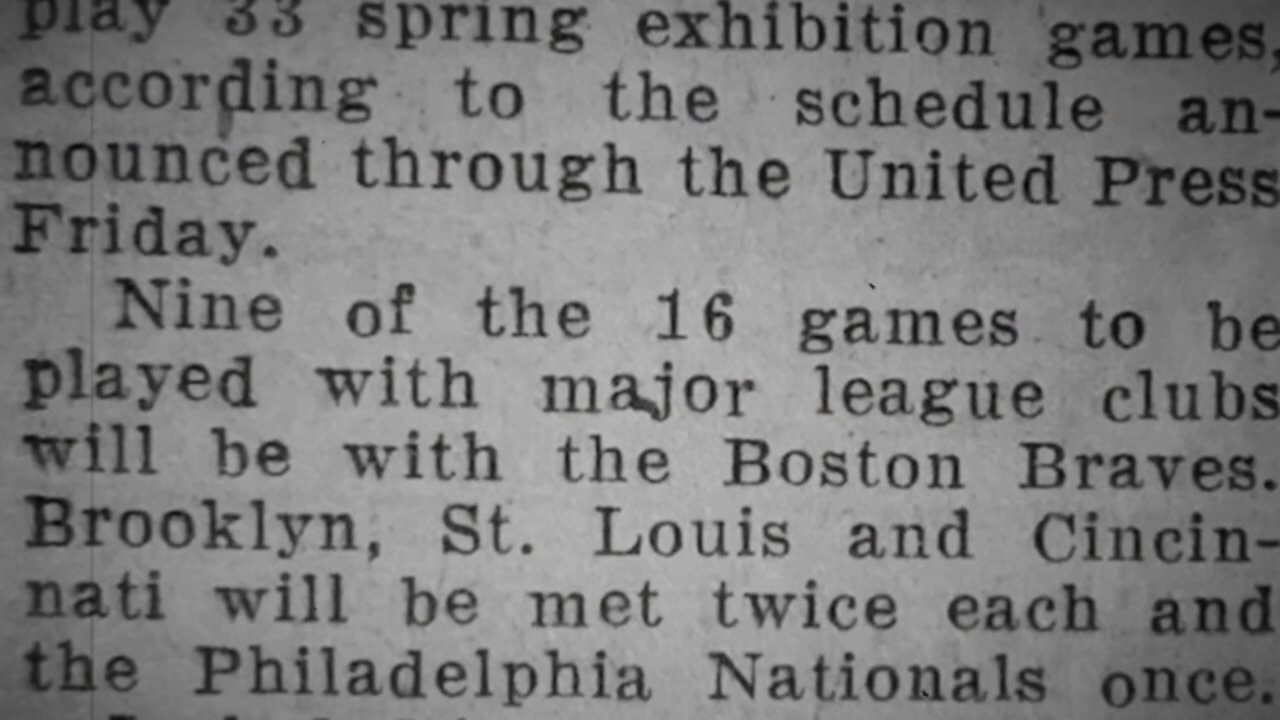 play 33 spring exhibition games,
according to the schedule an-
nounced through the United Press
Friday.
Nine of the 16 games to be
played with major league clubs
will be with the Boston Braves.
Brooklyn, St. Louis and Cincin-
nati will be met twice each and
the Philadelphia Nationals once.